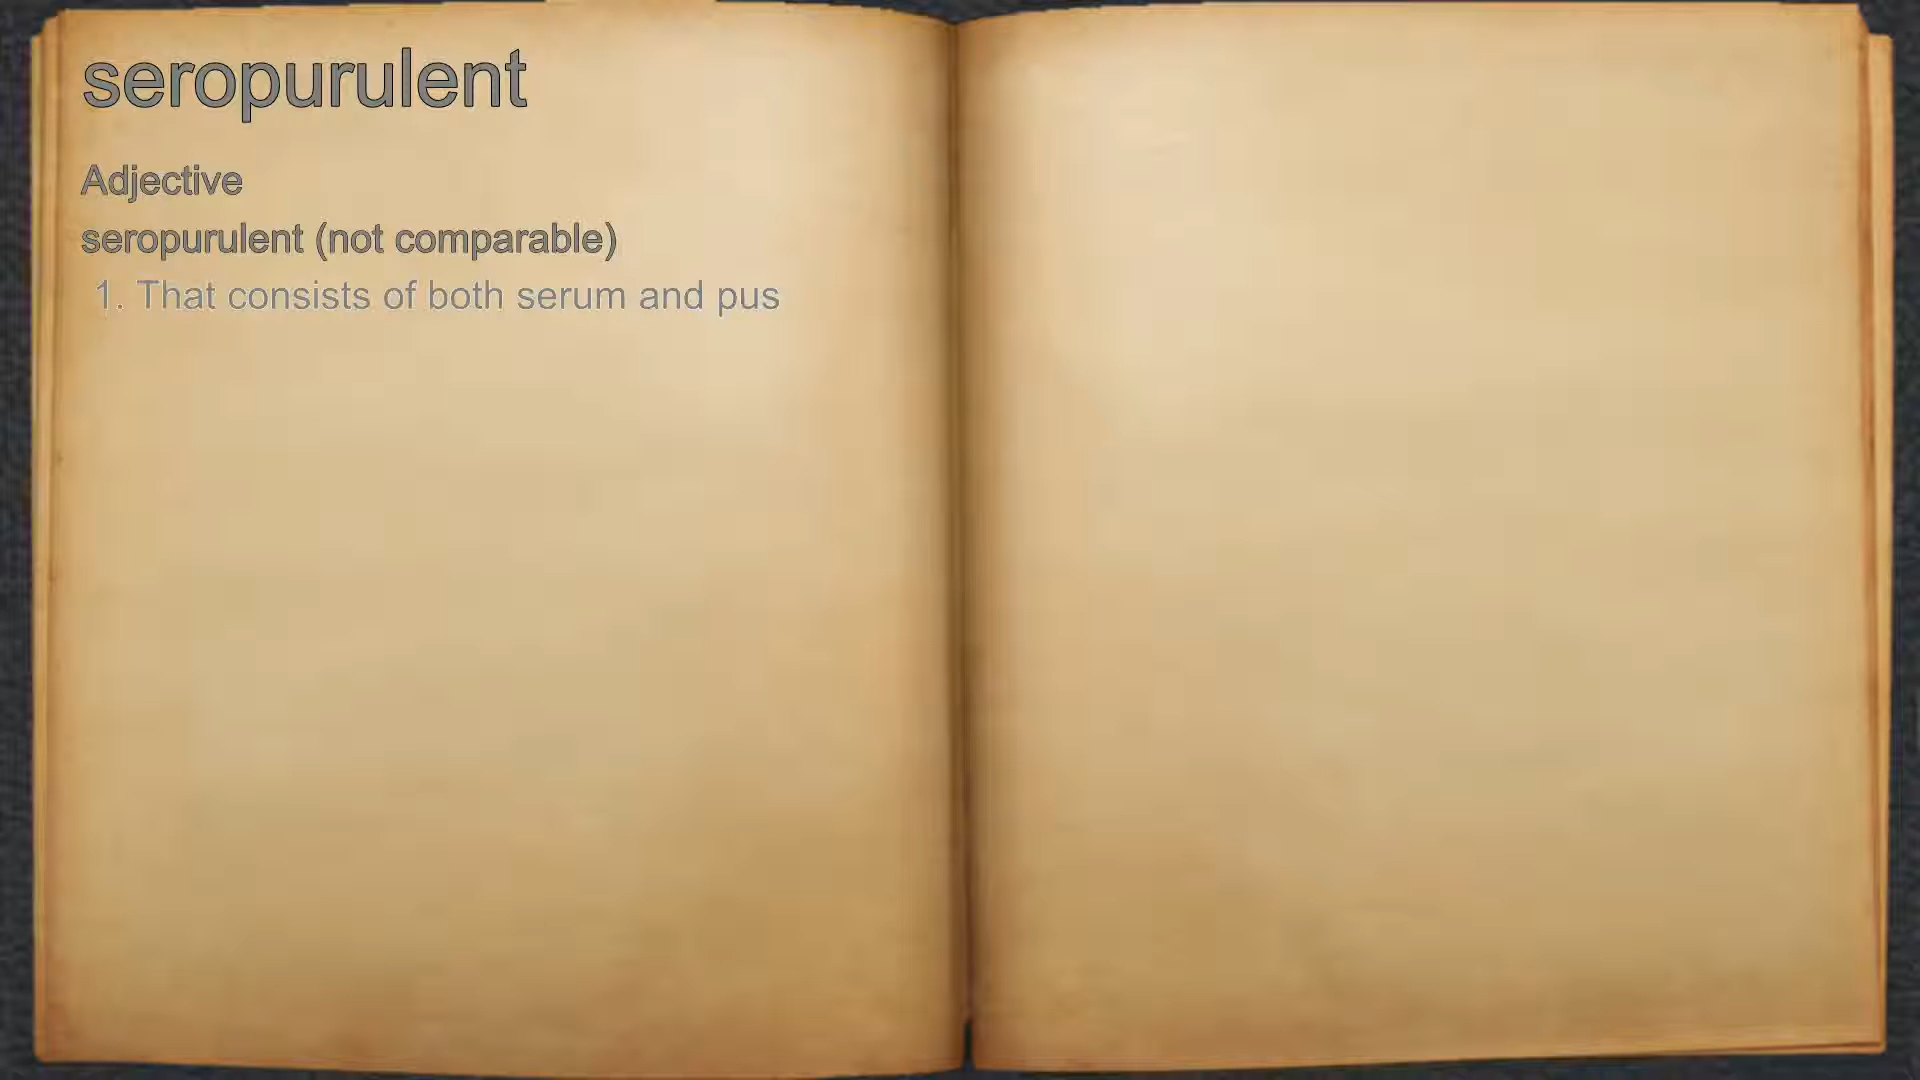 seropurulent
Adjective
seropurulent (not comparable)
1. That consists of both serum and pus